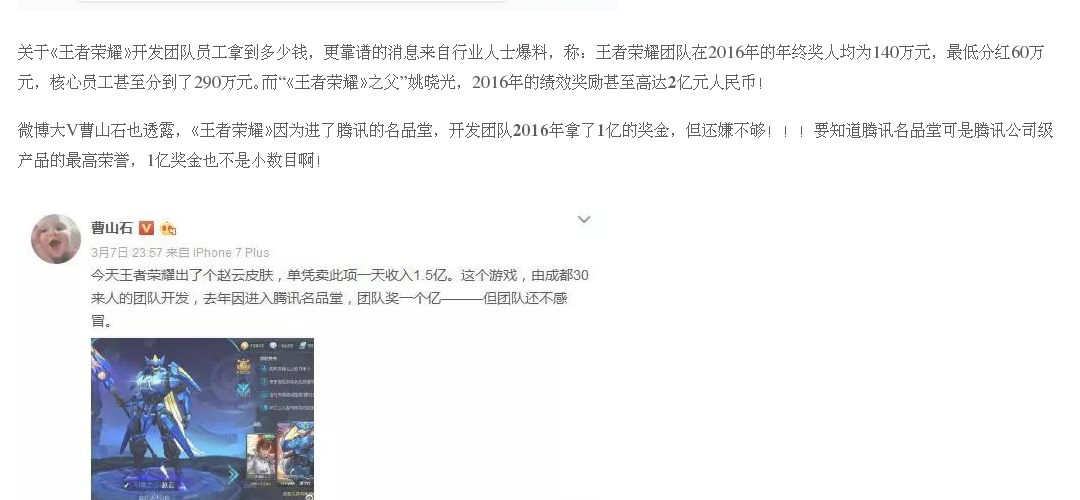 关于《王者荣耀》开发团队员工拿到多少钱，更靠谱的消息来自行业人士爆料，称：王者荣耀团队在2016年的年终奖人均为140万元，最低分红60万
元，核心员工甚至分到了290万元。而“《王者荣耀》之父”姚晓光，2016年的绩效奖励甚至高达2亿元人民币！
微博大V曹山石也透露，《王者荣耀》因为进了腾讯的名品堂，开发团队2016年拿了1亿的奖金，但还嫌不够！！！要知道腾讯名品堂可是腾讯公司级
产品的最高荣誉，1亿奖金也不是小数目啊！
曹山石
3月7日 23:57 来自 iPhone 7 Plus
今天王者荣耀出了个赵云皮肤，单凭卖此项一天收入1.5亿。这个游戏，由成都30
来人的团队开发，去年因进入腾讯名品堂，团队奖一个亿———但团队还不感
冒。
赵云